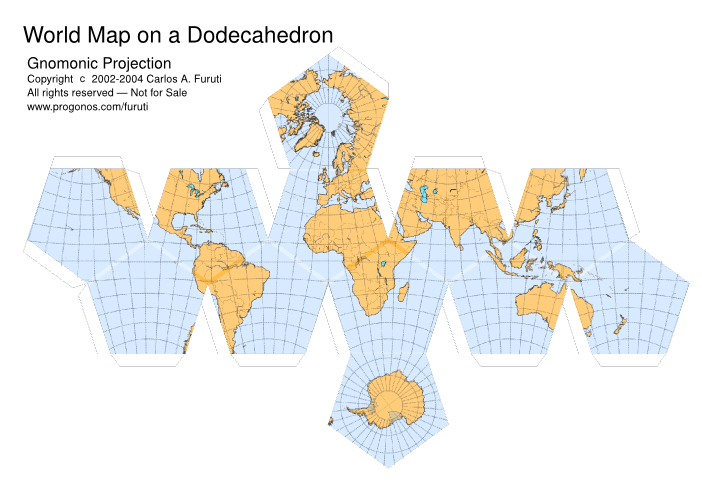 World Map on a Dodecahedron
Gnomonic Projection
Copyright c 2002-2004 Carlos A. Furuti
All rights reserved — Not for Sale
www.progonos.com/furuti